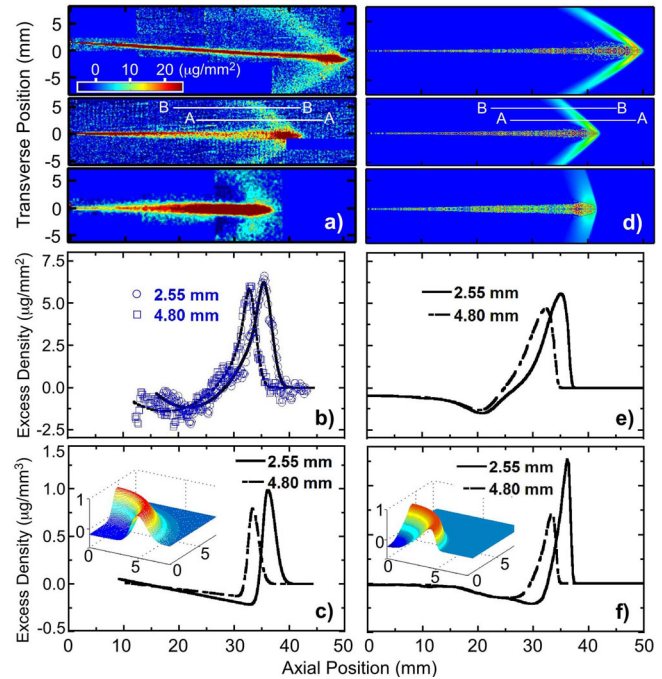 Transverse Position (mm)
5
0
-5
0 10 20 (µg/mm²)
5
0
-5
B B
A A
5
0
-5
a)
B B
A A
d)
Excess Density (µg/mm²)
7.5
5.0
2.5
0.0
-2.5
2.55 mm
4.80 mm
b)
2.55 mm
4.80 mm
e)
Excess Density (µg/mm³)
1.5
1.0
0.5
0.0
-0.5
2.55 mm
4.80 mm
1
0
0 5
0 5
c)
2.55 mm
4.80 mm
1
0
0 5
0 5
f)
0 10 20 30 40 50
0 10 20 30 40 50
Axial Position (mm)